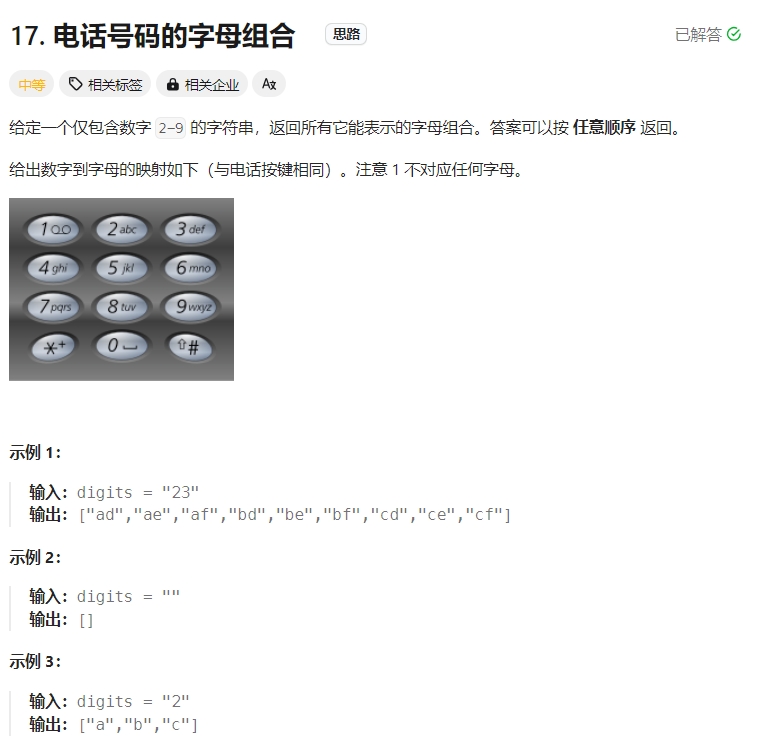 17. 电话号码的字母组合 思路 已解答
中等 相关标签 相关企业 Ax
给定一个仅包含数字 2-9 的字符串，返回所有它能表示的字母组合。答案可以按 任意顺序 返回。
给出数字到字母的映射如下（与电话按键相同）。注意 1 不对应任何字母。
1 2 abc 3 def
4 ghi 5 jkl 6 mno
7 pqrs 8 tuv 9 wxyz
*+ 0 #
示例 1：
输入：digits = "23"
输出：["ad","ae","af","bd","be","bf","cd","ce","cf"]
示例 2：
输入：digits = ""
输出：[]
示例 3：
输入：digits = "2"
输出：["a","b","c"]